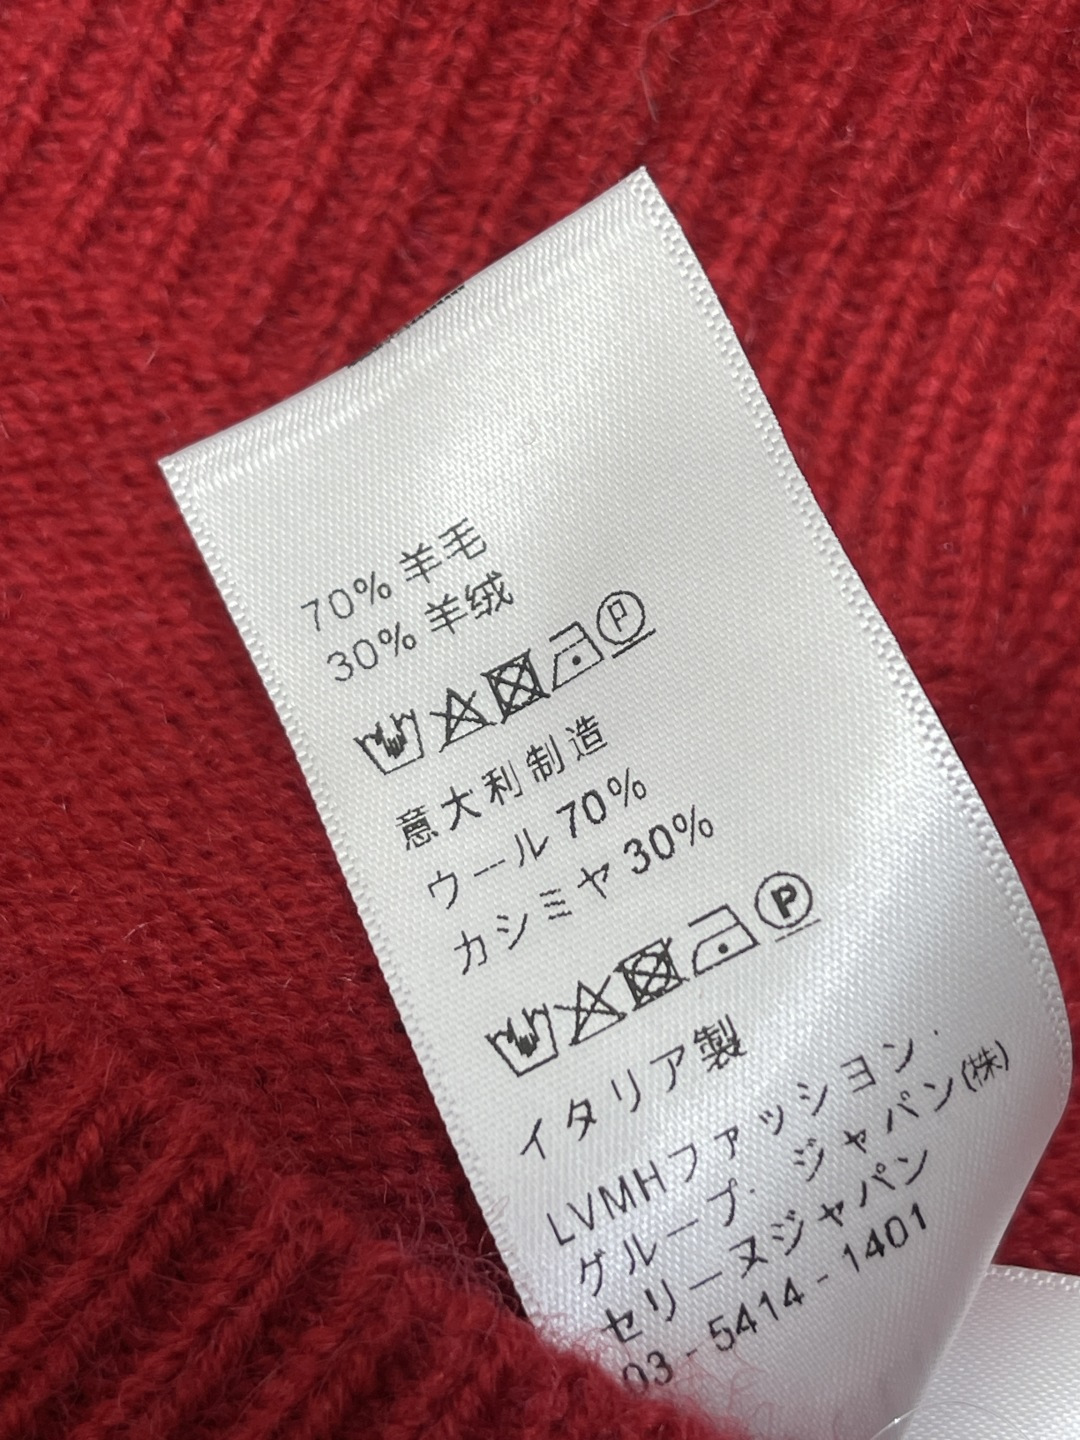 70% 羊毛
30% 羊绒
P
意大利制造
ウール 70%
カシミヤ 30%
P
イタリア製
LVMHファッション・
グループ・ジャパン(株)
セリーヌジャパン
03-5414-1401